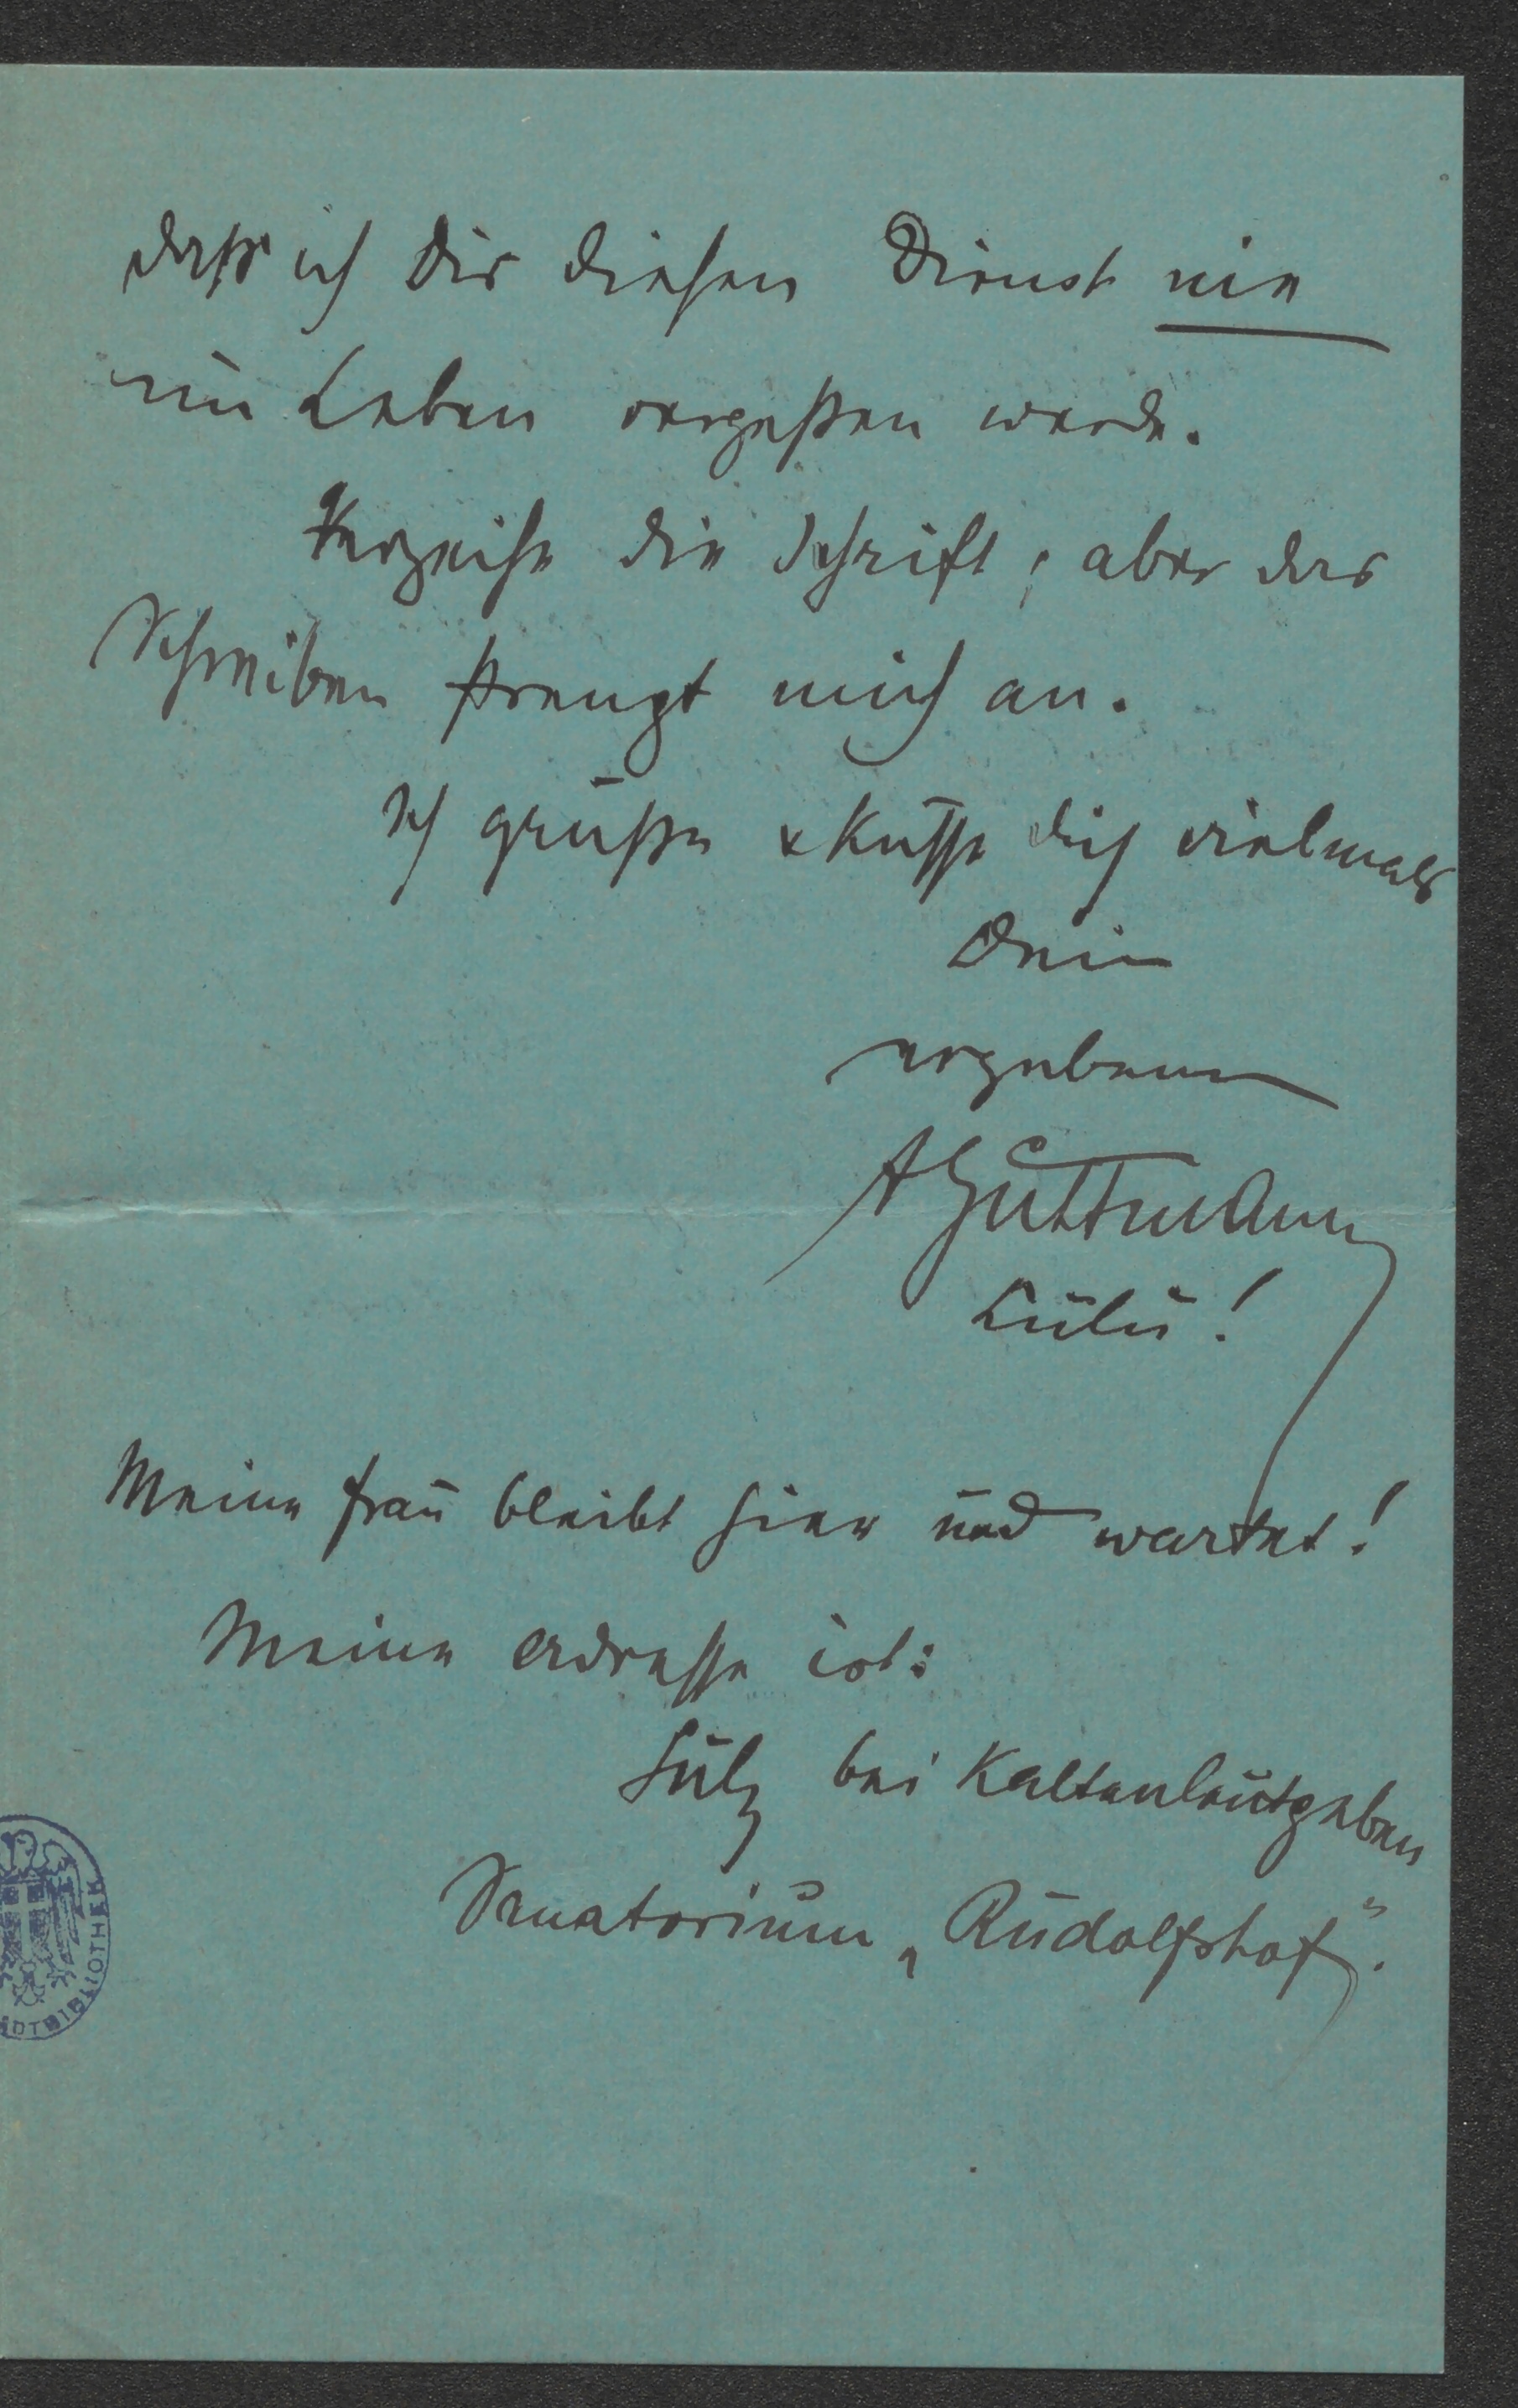 daß ich Dir diesen Dienst nie
im Leben vergeßen werde.
Verzeihe die Schrift, aber das
Schreiben strengt mich an.
Ich grüße & küsse dich vielmals
Dein
ergebener
AGuttmann
Lulu!
Meine Frau bleibt hier und wartet!
Meine Adresse ist:
Sulz bei Kaltenleutgeben
Sanatorium „Rudolfshof“.
DTBIBLIOTHEK